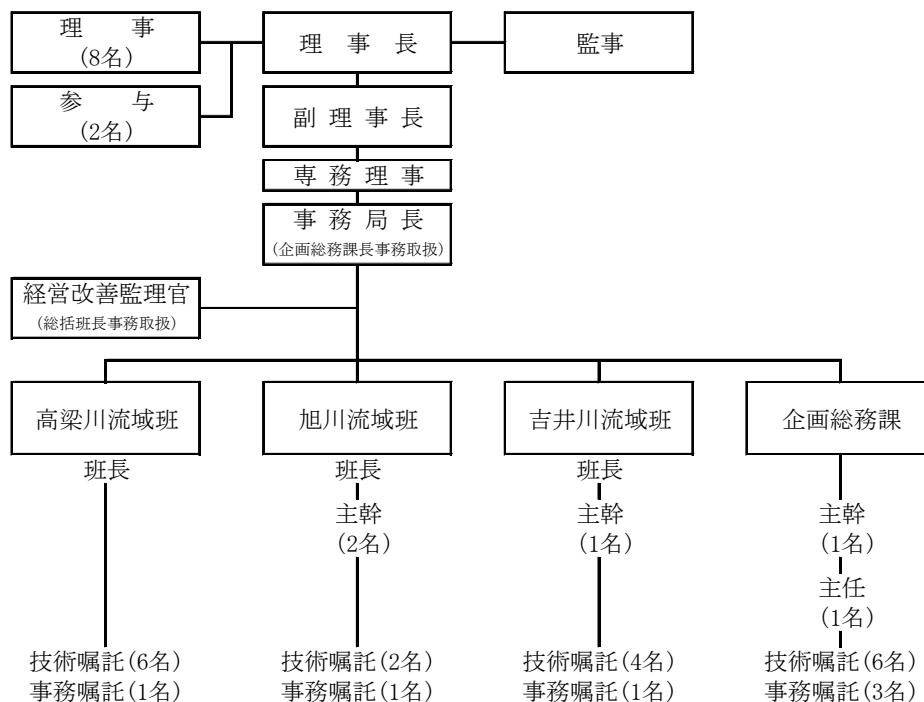 理　事
(8名)
理 事 長
監事
参　与
(2名)
副 理 事 長
専 務 理 事
事 務 局 長
(企画総務課長事務取扱)
経営改善監理官
(総括班長事務取扱)
高梁川流域班
旭川流域班
吉井川流域班
企画総務課
班長
班長
班長
主幹
(2名)
主幹
(1名)
主幹
(1名)
主任
(1名)
技術嘱託(6名)
事務嘱託(1名)
技術嘱託(2名)
事務嘱託(1名)
技術嘱託(4名)
事務嘱託(1名)
技術嘱託(6名)
事務嘱託(3名)